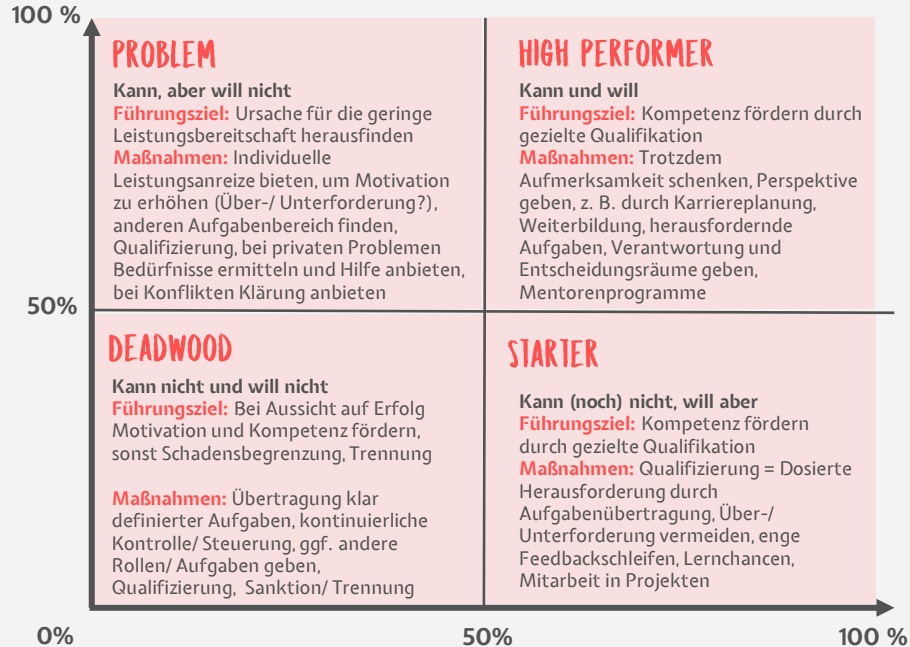 100 %
PROBLEM
Kann, aber will nicht
Führungsziel: Ursache für die geringe
Leistungsbereitschaft herausfinden
Maßnahmen: Individuelle
Leistungsanreize bieten, um Motivation
zu erhöhen (Über-/ Unterforderung?),
anderen Aufgabenbereich finden,
Qualifizierung, bei privaten Problemen
Bedürfnisse ermitteln und Hilfe anbieten,
bei Konflikten Klärung anbieten
HIGH PERFORMER
Kann und will
Führungsziel: Kompetenz fördern durch
gezielte Qualifikation
Maßnahmen: Trotzdem
Aufmerksamkeit schenken, Perspektive
geben, z. B. durch Karriereplanung,
Weiterbildung, herausfordernde
Aufgaben, Verantwortung und
Entscheidungsräume geben,
Mentorenprogramme
50%
DEADWOOD
Kann nicht und will nicht
Führungsziel: Bei Aussicht auf Erfolg
Motivation und Kompetenz fördern,
sonst Schadensbegrenzung, Trennung
Maßnahmen: Übertragung klar
definierter Aufgaben, kontinuierliche
Kontrolle/ Steuerung, ggf. andere
Rollen/ Aufgaben geben,
Qualifizierung, Sanktion/ Trennung
STARTER
Kann (noch) nicht, will aber
Führungsziel: Kompetenz fördern
durch gezielte Qualifikation
Maßnahmen: Qualifizierung = Dosierte
Herausforderung durch
Aufgabenübertragung, Über-/
Unterforderung vermeiden, enge
Feedbackschleifen, Lernchancen,
Mitarbeit in Projekten
0%
50%
100 %